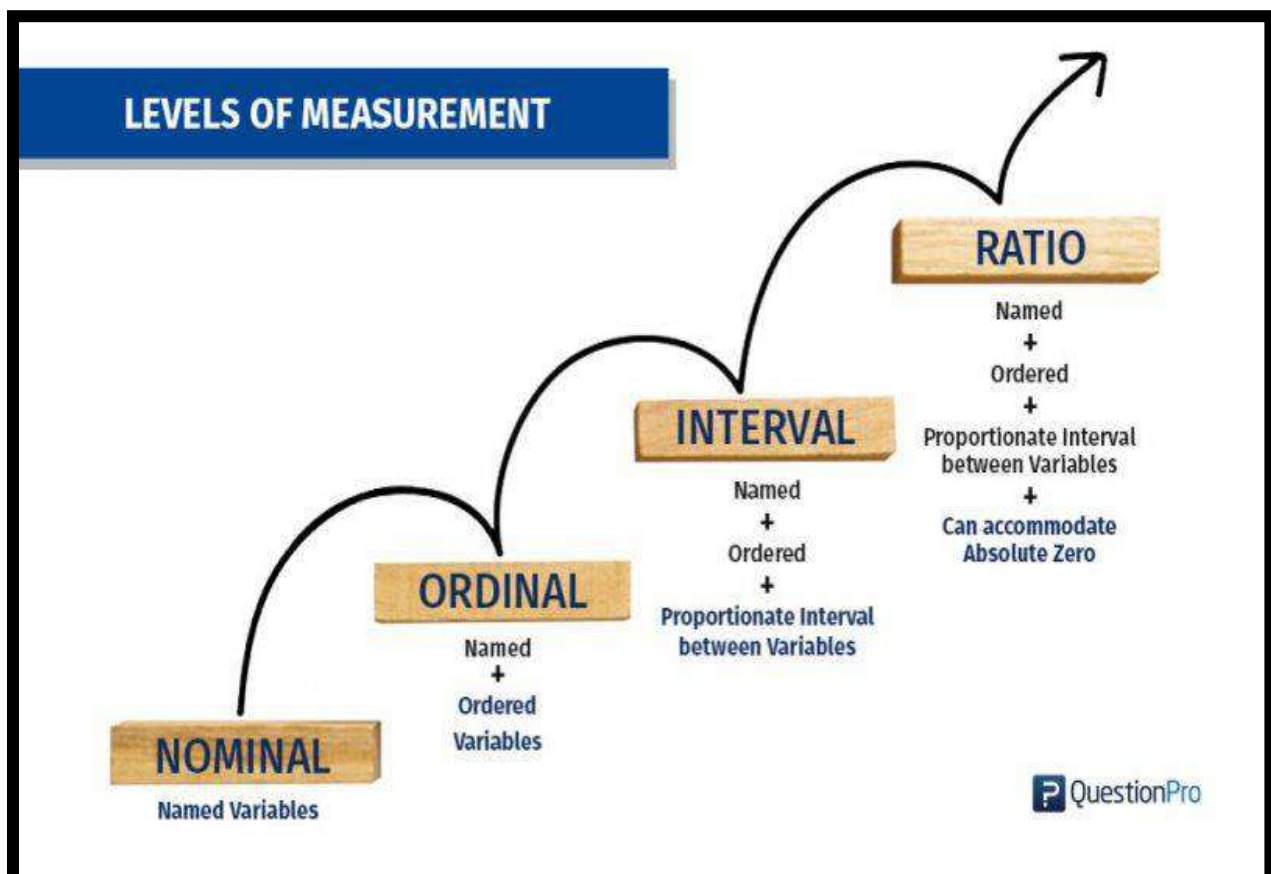 LEVELS OF MEASUREMENT
NOMINAL
Named Variables
ORDINAL
Named
+
Ordered
Variables
INTERVAL
Named
+
Ordered
+
Proportionate Interval
between Variables
RATIO
Named
+
Ordered
+
Proportionate Interval
between Variables
+
Can accommodate
Absolute Zero
QuestionPro